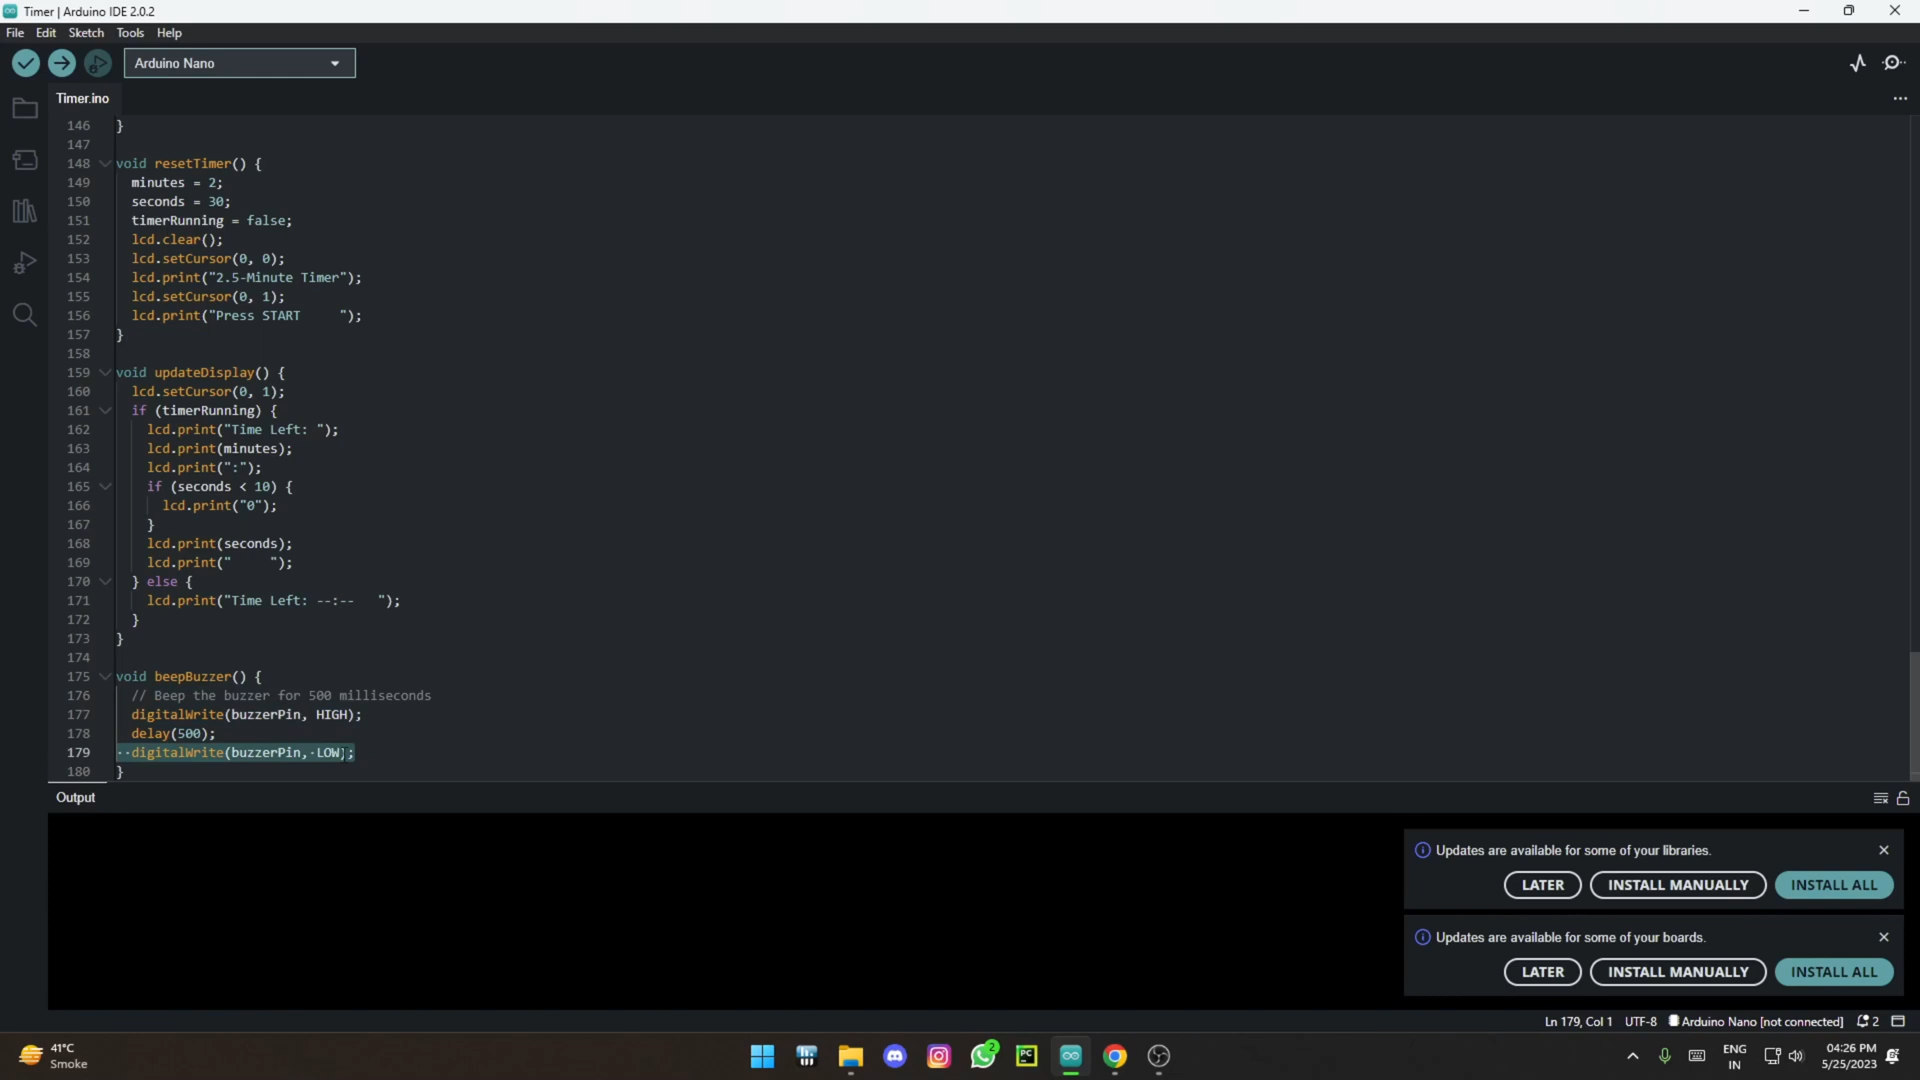 Timer | Arduino IDE 2.0.2
File Edit Sketch Tools Help
Arduino Nano
Timer.ino
146 }
147
148 void resetTimer() {
149 minutes = 2;
150 seconds = 30;
151 timerRunning = false;
152 lcd.clear();
153 lcd.setCursor(0, 0);
154 lcd.print("2.5-Minute Timer");
155 lcd.setCursor(0, 1);
156 lcd.print("Press START     ");
157 }
158
159 void updateDisplay() {
160 lcd.setCursor(0, 1);
161 if (timerRunning) {
162 lcd.print("Time Left: ");
163 lcd.print(minutes);
164 lcd.print(":");
165 if (seconds < 10) {
166 lcd.print("0");
167 }
168 lcd.print(seconds);
169 lcd.print("     ");
170 } else {
171 lcd.print("Time Left: --:--   ");
172 }
173 }
174
175 void beepBuzzer() {
176 // Beep the buzzer for 500 milliseconds
177 digitalWrite(buzzerPin, HIGH);
178 delay(500);
179 ··digitalWrite(buzzerPin,·LOW);
180 }
Output
Updates are available for some of your libraries.
LATER INSTALL MANUALLY INSTALL ALL
Updates are available for some of your boards.
LATER INSTALL MANUALLY INSTALL ALL
Ln 179, Col 1 UTF-8 Arduino Nano [not connected] 2
41°C
Smoke
2
PC
ENG
IN
04:26 PM
5/25/2023